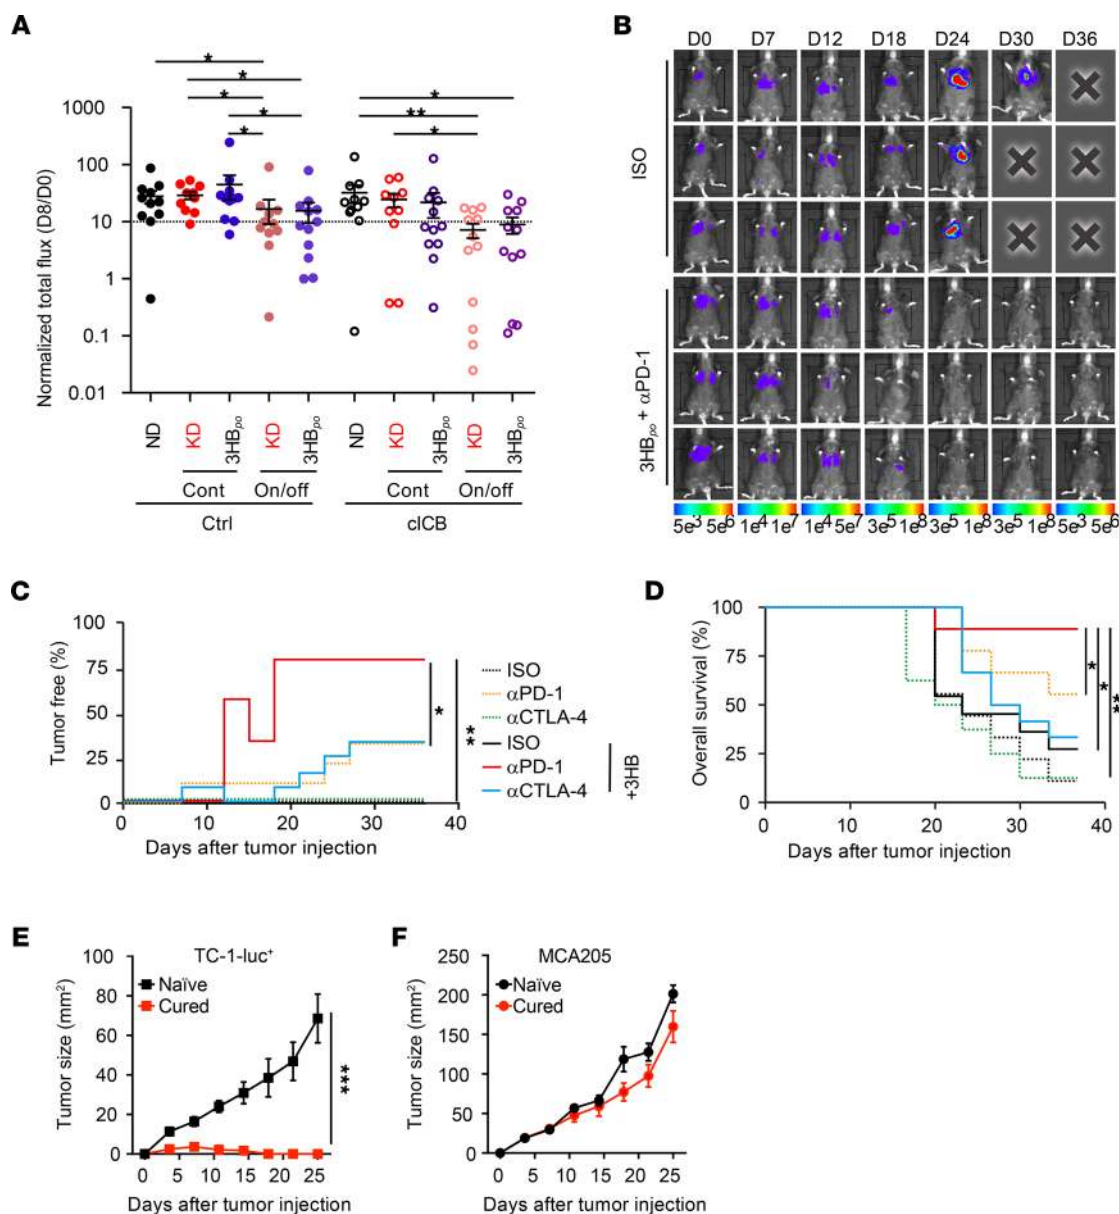 A
Normalized total flux (D8/D0)
1000
100
10
1
0.1
0.01
* * * * * * ** *
ND KD 3HBpo KD 3HBpo ND KD 3HBpo KD 3HBpo
Cont On/off Cont On/off
Ctrl cICB
B
D0 D7 D12 D18 D24 D30 D36
ISO
3HBpo + αPD-1
5e3 5e6 1e4 1e7 1e4 5e7 1e5 1e8 3e5 1e8 3e5 1e8 5e3 5e6
C
Tumor free (%)
100
75
50
25
0
0 10 20 30 40
Days after tumor injection
* **
ISO
αPD-1
αCTLA-4
ISO
αPD-1
αCTLA-4
+3HB
D
Overall survival (%)
100
75
50
25
0
0 10 20 30 40
Days after tumor injection
* * **
E
TC-1-luc+
Tumor size (mm2)
100
80
60
40
20
0
Naïve
Cured
***
0 5 10 15 20 25
Days after tumor injection
F
MCA205
Tumor size (mm2)
250
200
150
100
50
0
Naïve
Cured
0 5 10 15 20 25
Days after tumor injection